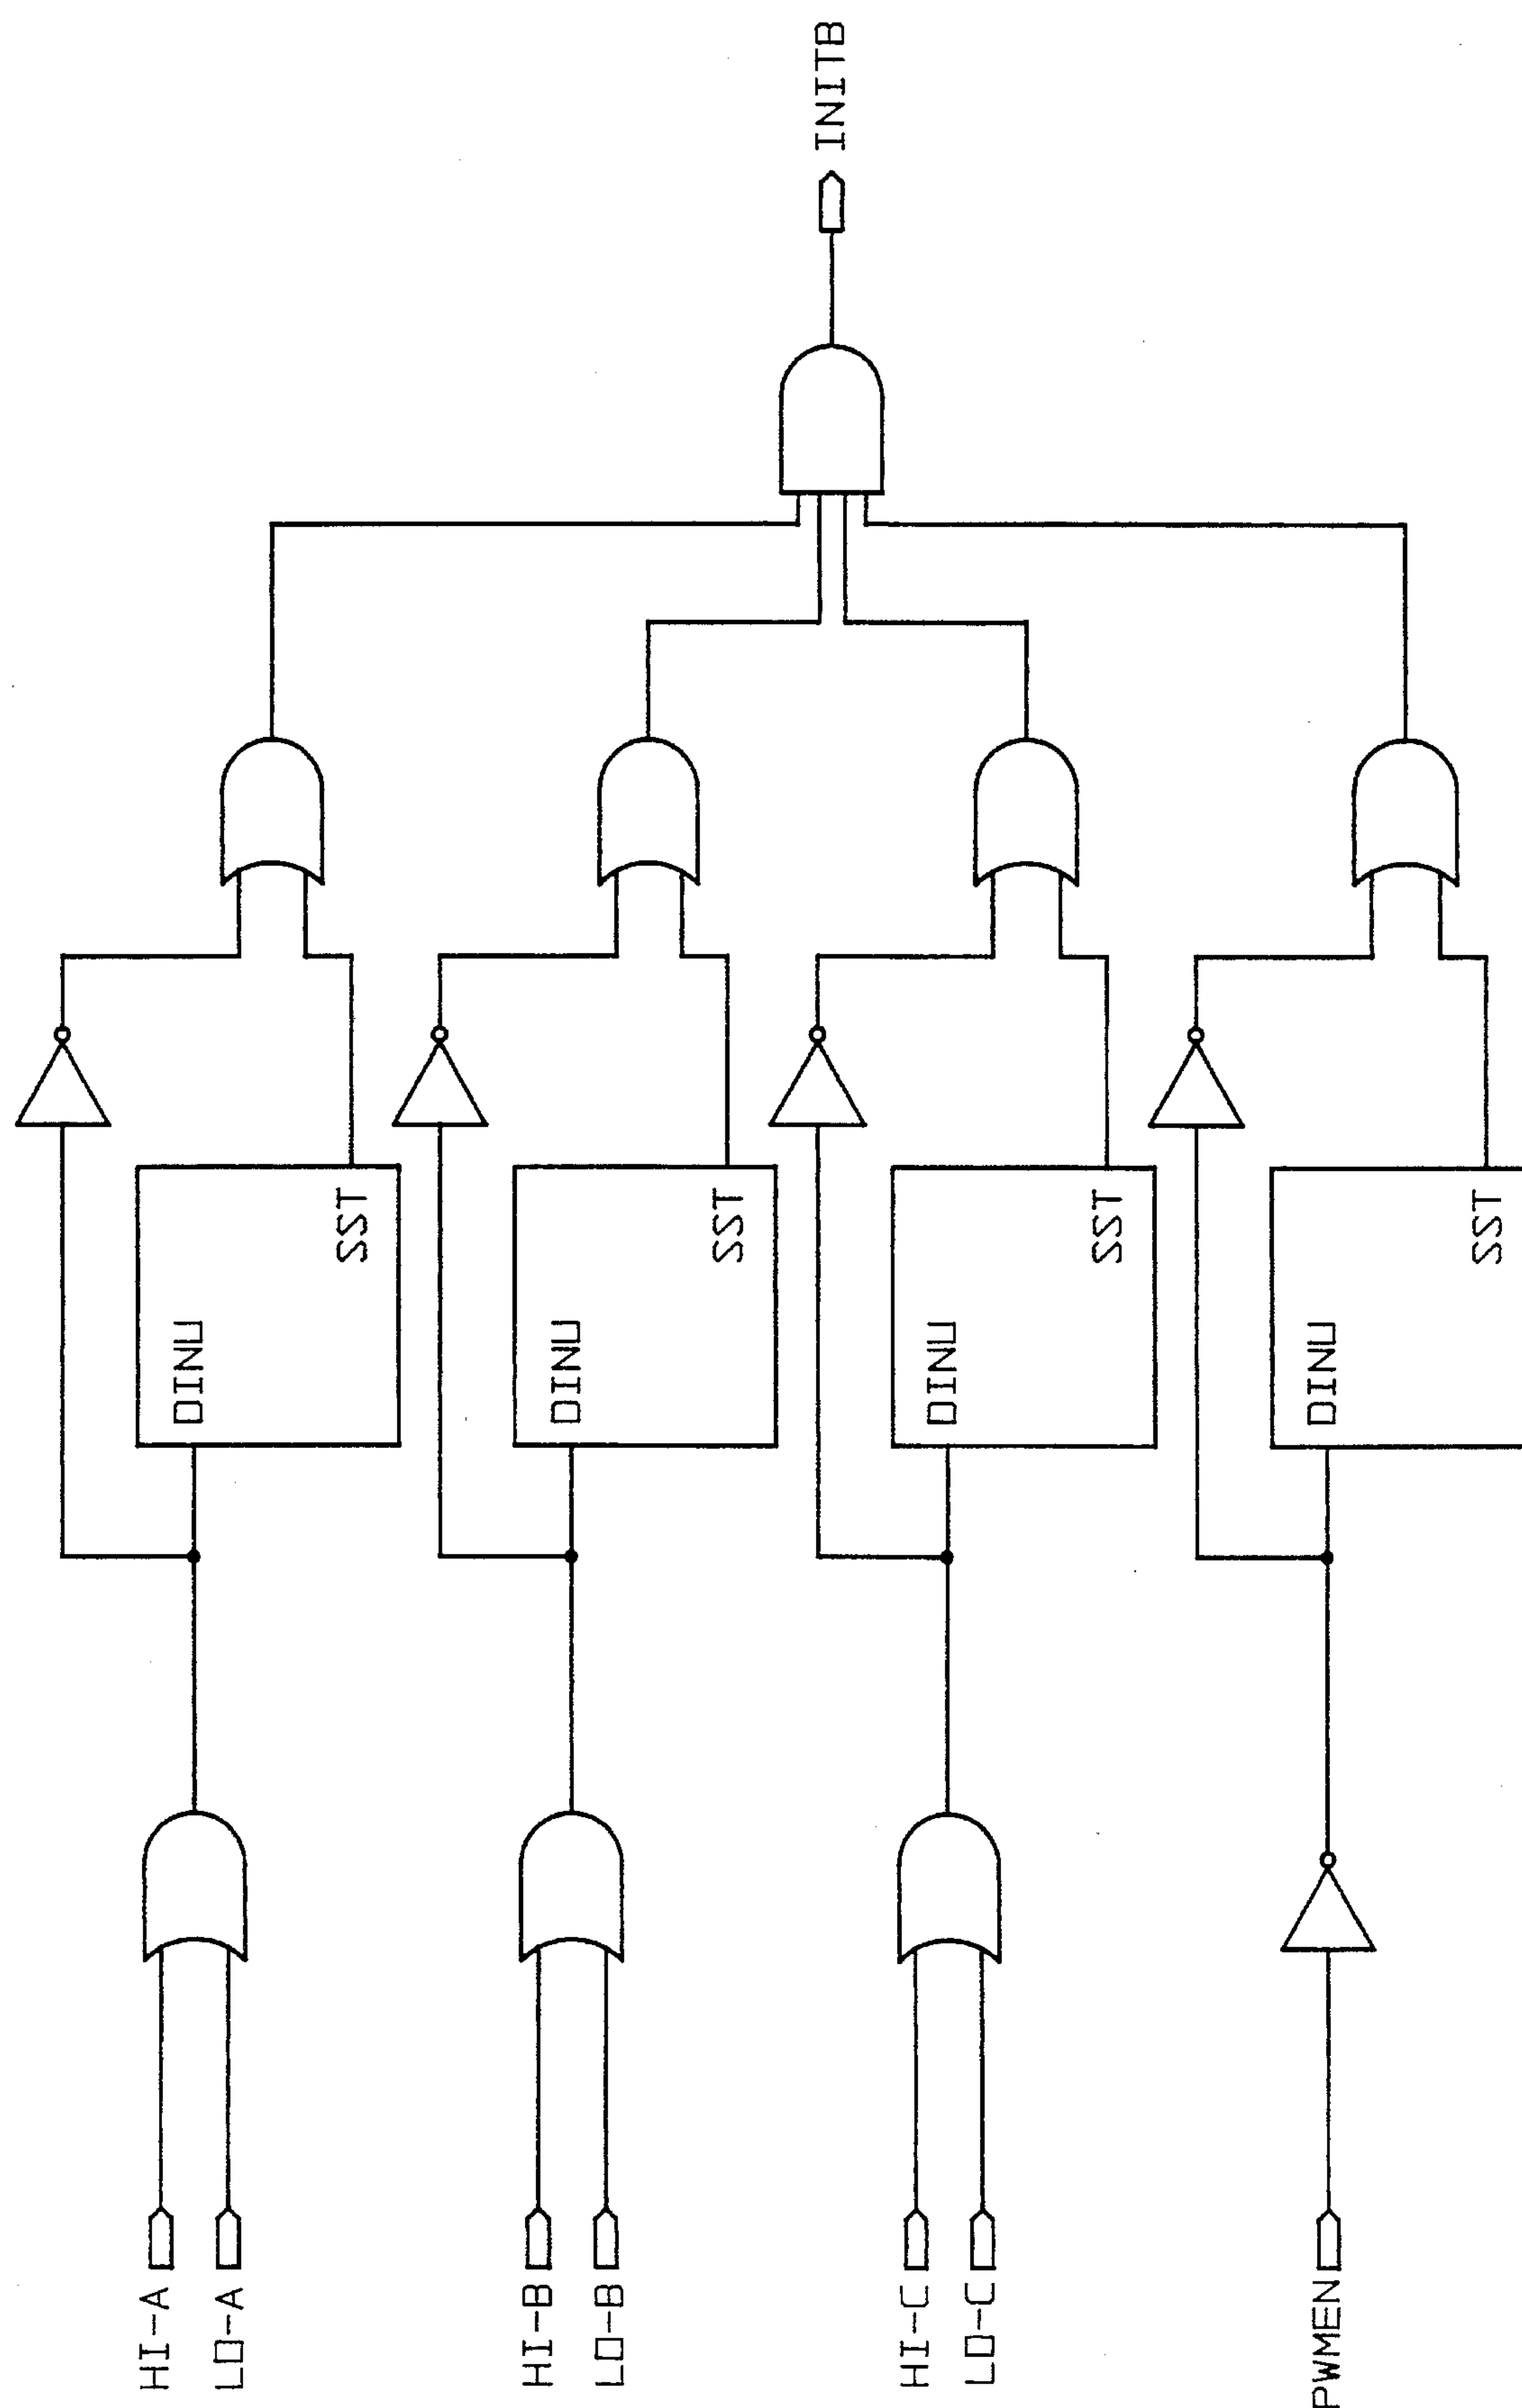 HI-A
LO-A
DINU
SST
HI-B
LO-B
DINU
SST
HI-C
LO-C
DINU
SST
PWMEN
DINU
SST
INITB